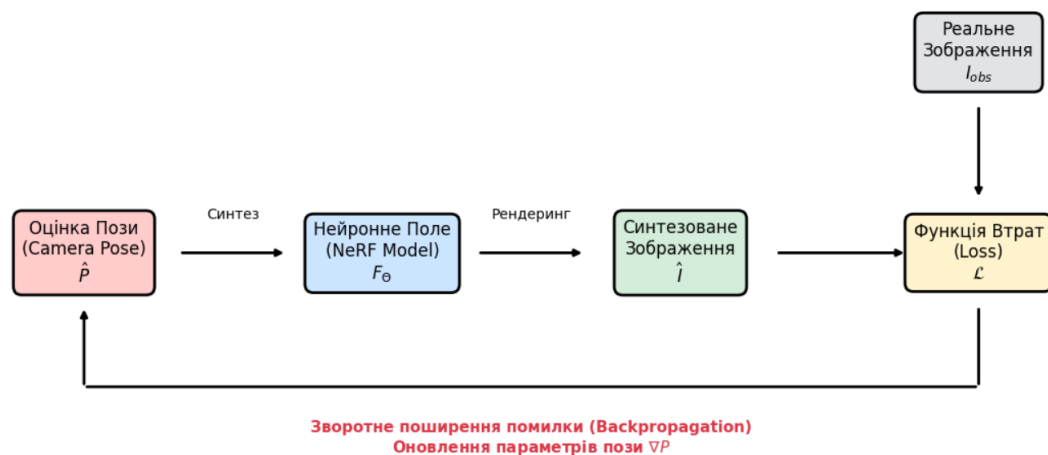 Реальне
Зображення
I_obs
Оцінка Пози
(Camera Pose)
P̂
Синтез
Нейронне Поле
(NeRF Model)
F_Θ
Рендеринг
Синтезоване
Зображення
Î
Функція Втрат
(Loss)
ℒ
Зворотне поширення помилки (Backpropagation)
Оновлення параметрів пози ∇P